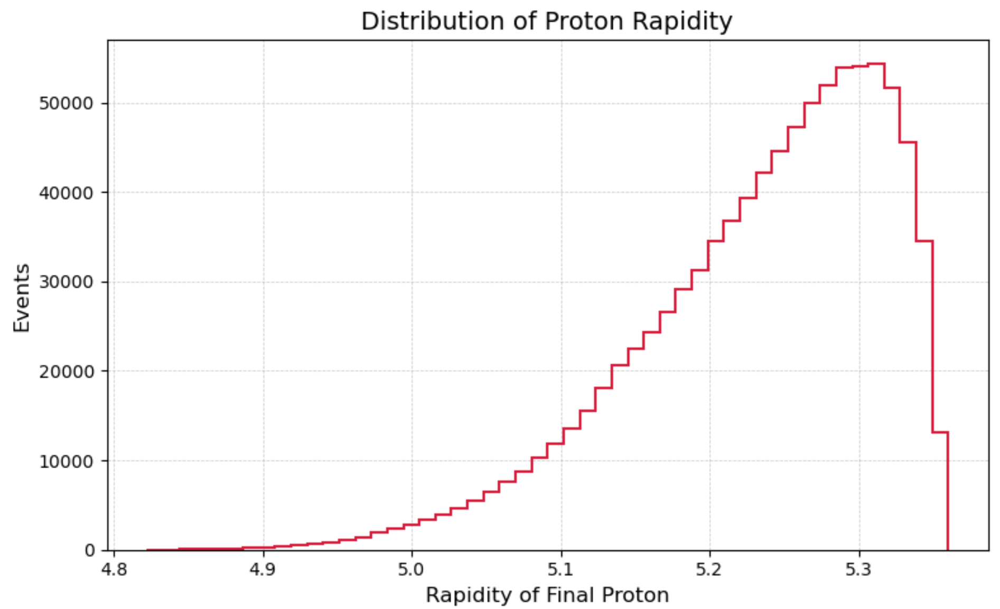 Distribution of Proton Rapidity
Events
50000
40000
30000
20000
10000
0
4.8 4.9 5.0 5.1 5.2 5.3
Rapidity of Final Proton